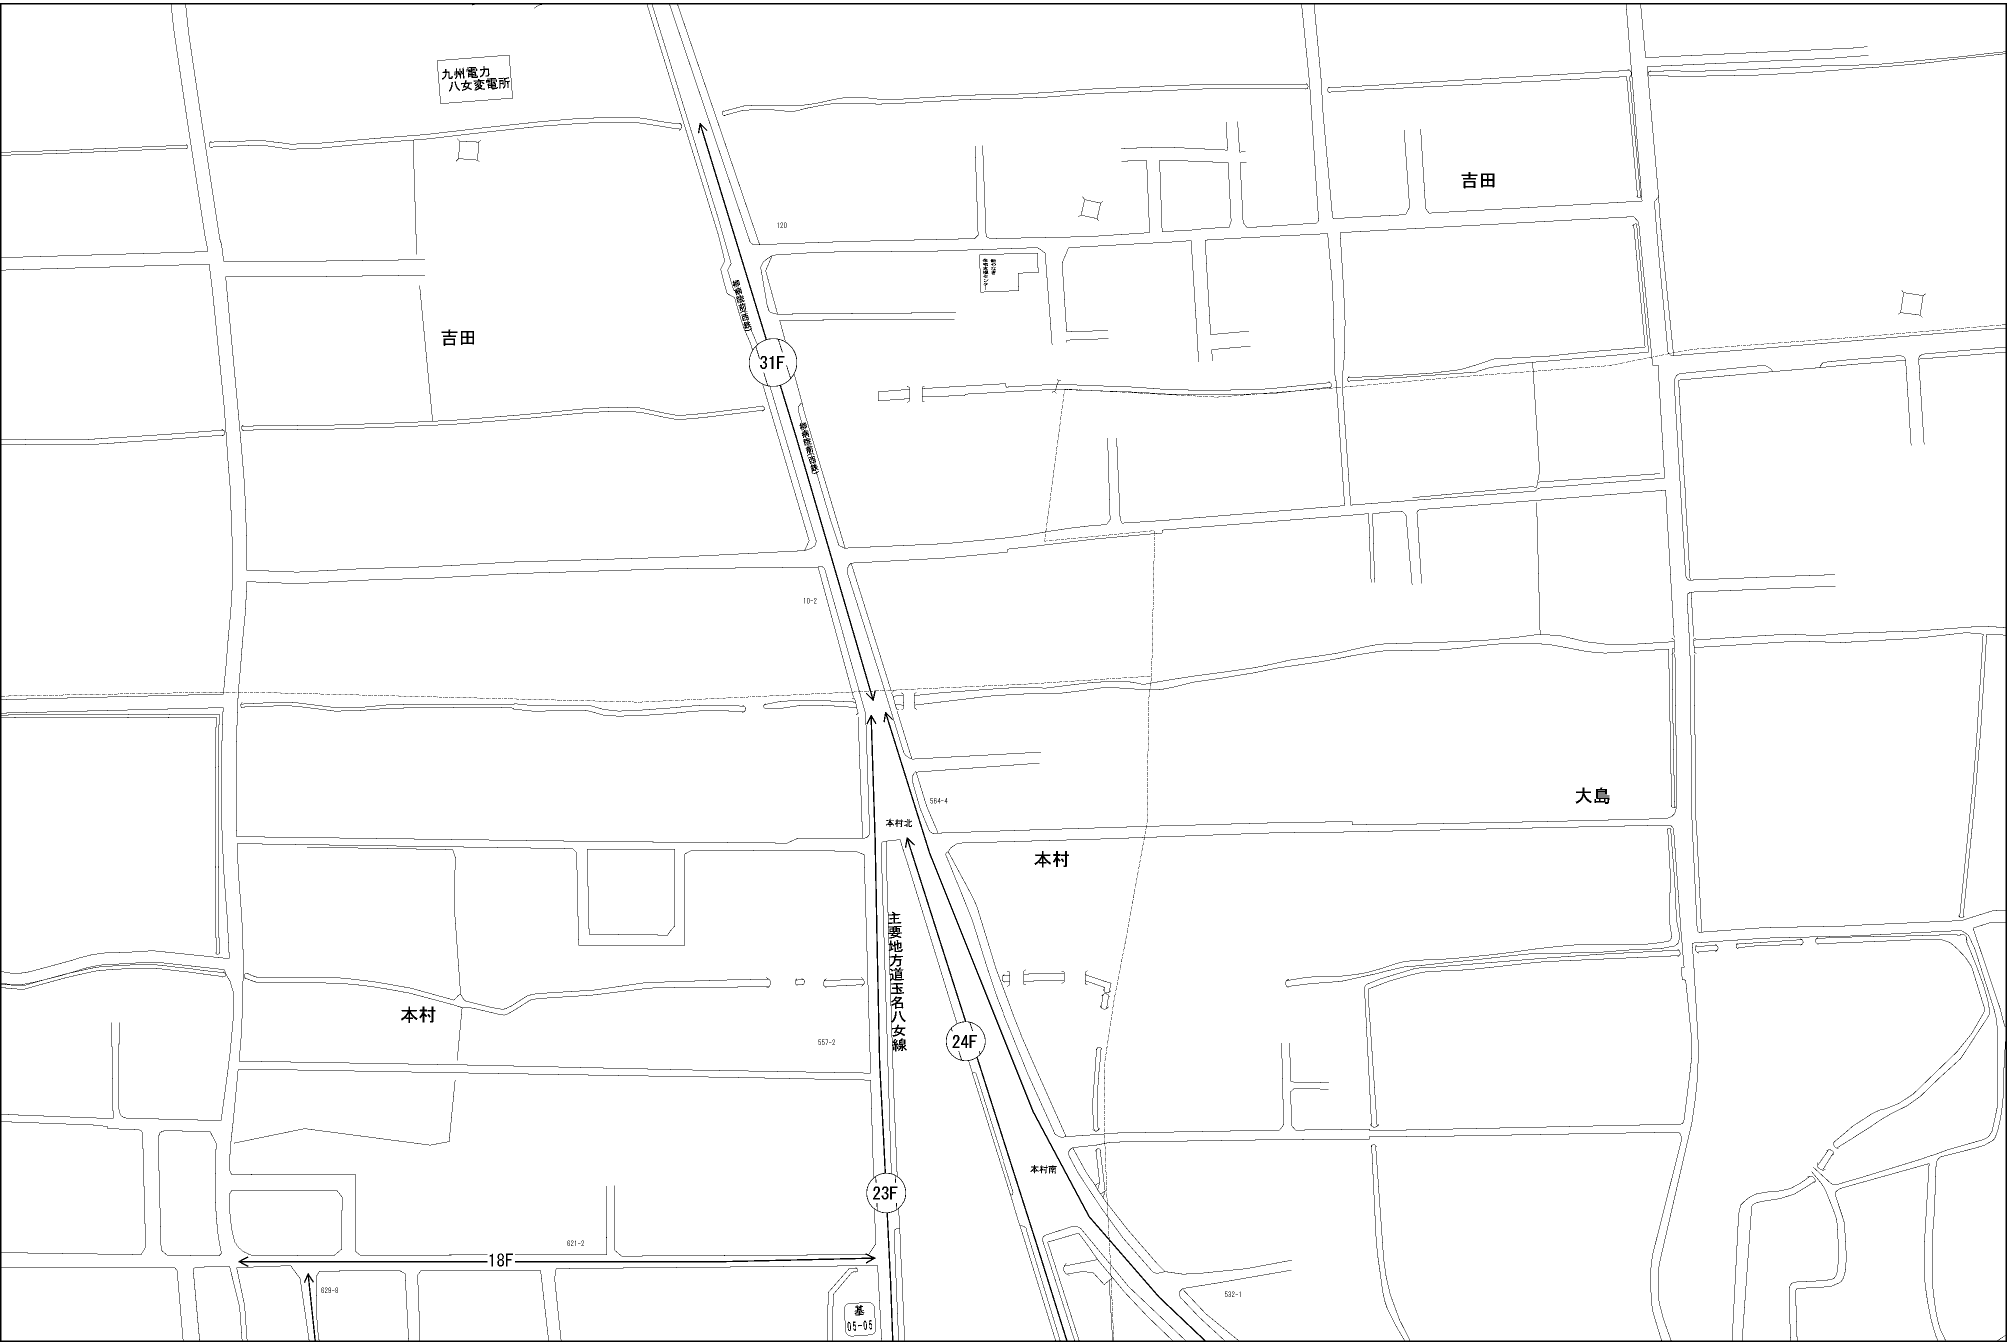 九州電力
八女変電所
吉田
120
吉田
31F
10-2
564-4
本村北
大島
本村
主要地方道玉名八女線
本村
557-2
24F
本村南
23F
621-2
18F
629-8
532-1
基
05-05